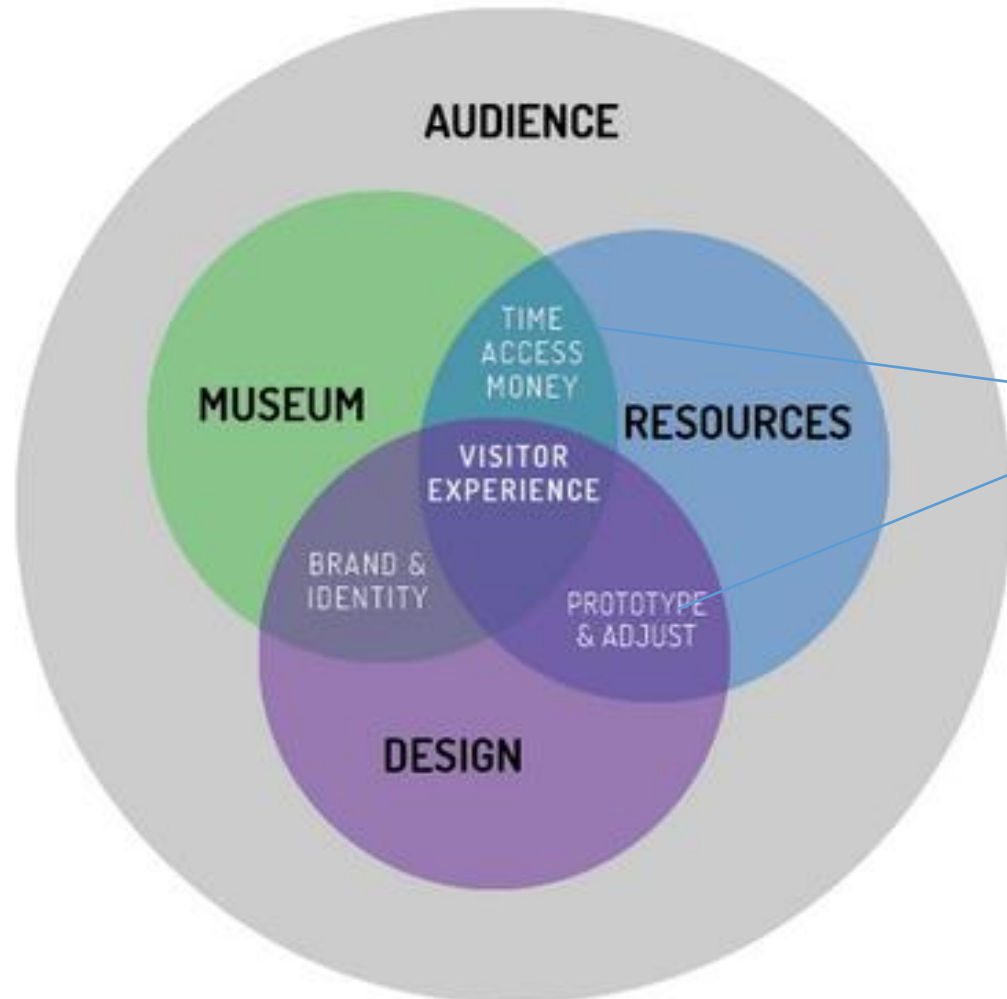 AUDIENCE
TIME
ACCESS
MONEY
MUSEUM
RESOURCES
VISITOR
EXPERIENCE
BRAND &
IDENTITY
PROTOTYPE
& ADJUST
DESIGN